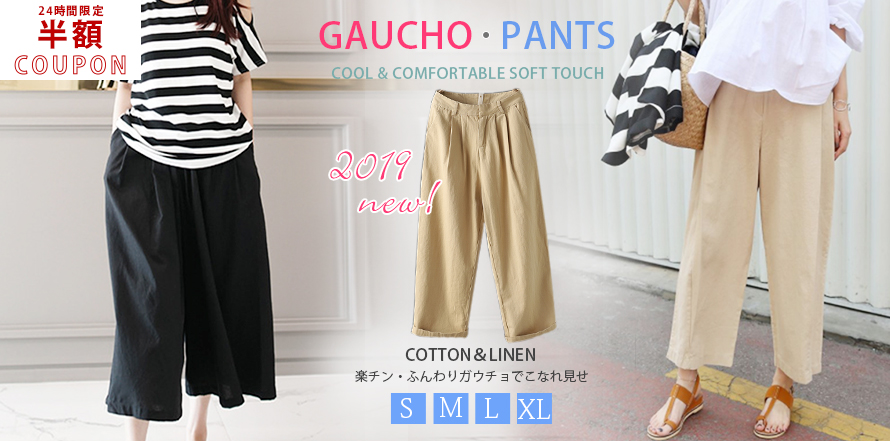 24時間限定
半額
COUPON
GAUCHO・PANTS
COOL & COMFORTABLE SOFT TOUCH
2019
new!
COTTON & LINEN
楽チン・ふんわりガウチョでこなれ見せ
S M L XL